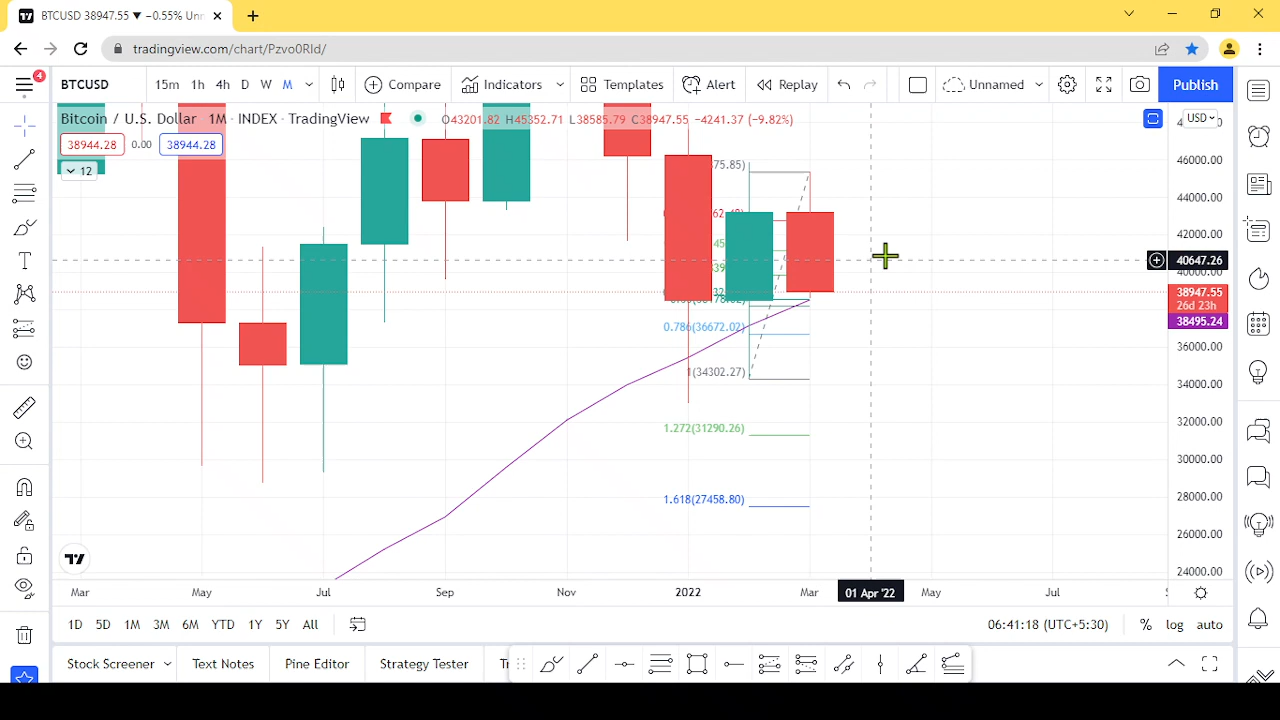 BTCUSD 38947.55 ▼ −0.55% Unn
tradingview.com/chart/Pzvo0RId/
4
BTCUSD 15m 1h 4h D W M Compare Indicators Templates Alert Replay Unnamed Publish
Bitcoin / U.S. Dollar 1M · INDEX · TradingView O43201.82 H45352.71 L38585.79 C38947.55 −4241.37 (−9.82%)
USD
38944.28 0.00 38944.28
12
75.85)
46000.00
44000.00
42000.00
40647.26
40000.00
38947.55
26d 23h
38495.24
0.786(36672.02)
36000.00
1(34302.27)
34000.00
32000.00
1.272(31290.26)
30000.00
1.618(27458.80)
28000.00
26000.00
24000.00
Mar May Jul Sep Nov 2022 Mar 01 Apr '22 May Jul
1D 5D 1M 3M 6M YTD 1Y 5Y All 06:41:18 (UTC+5:30) % log auto
Stock Screener Text Notes Pine Editor Strategy Tester